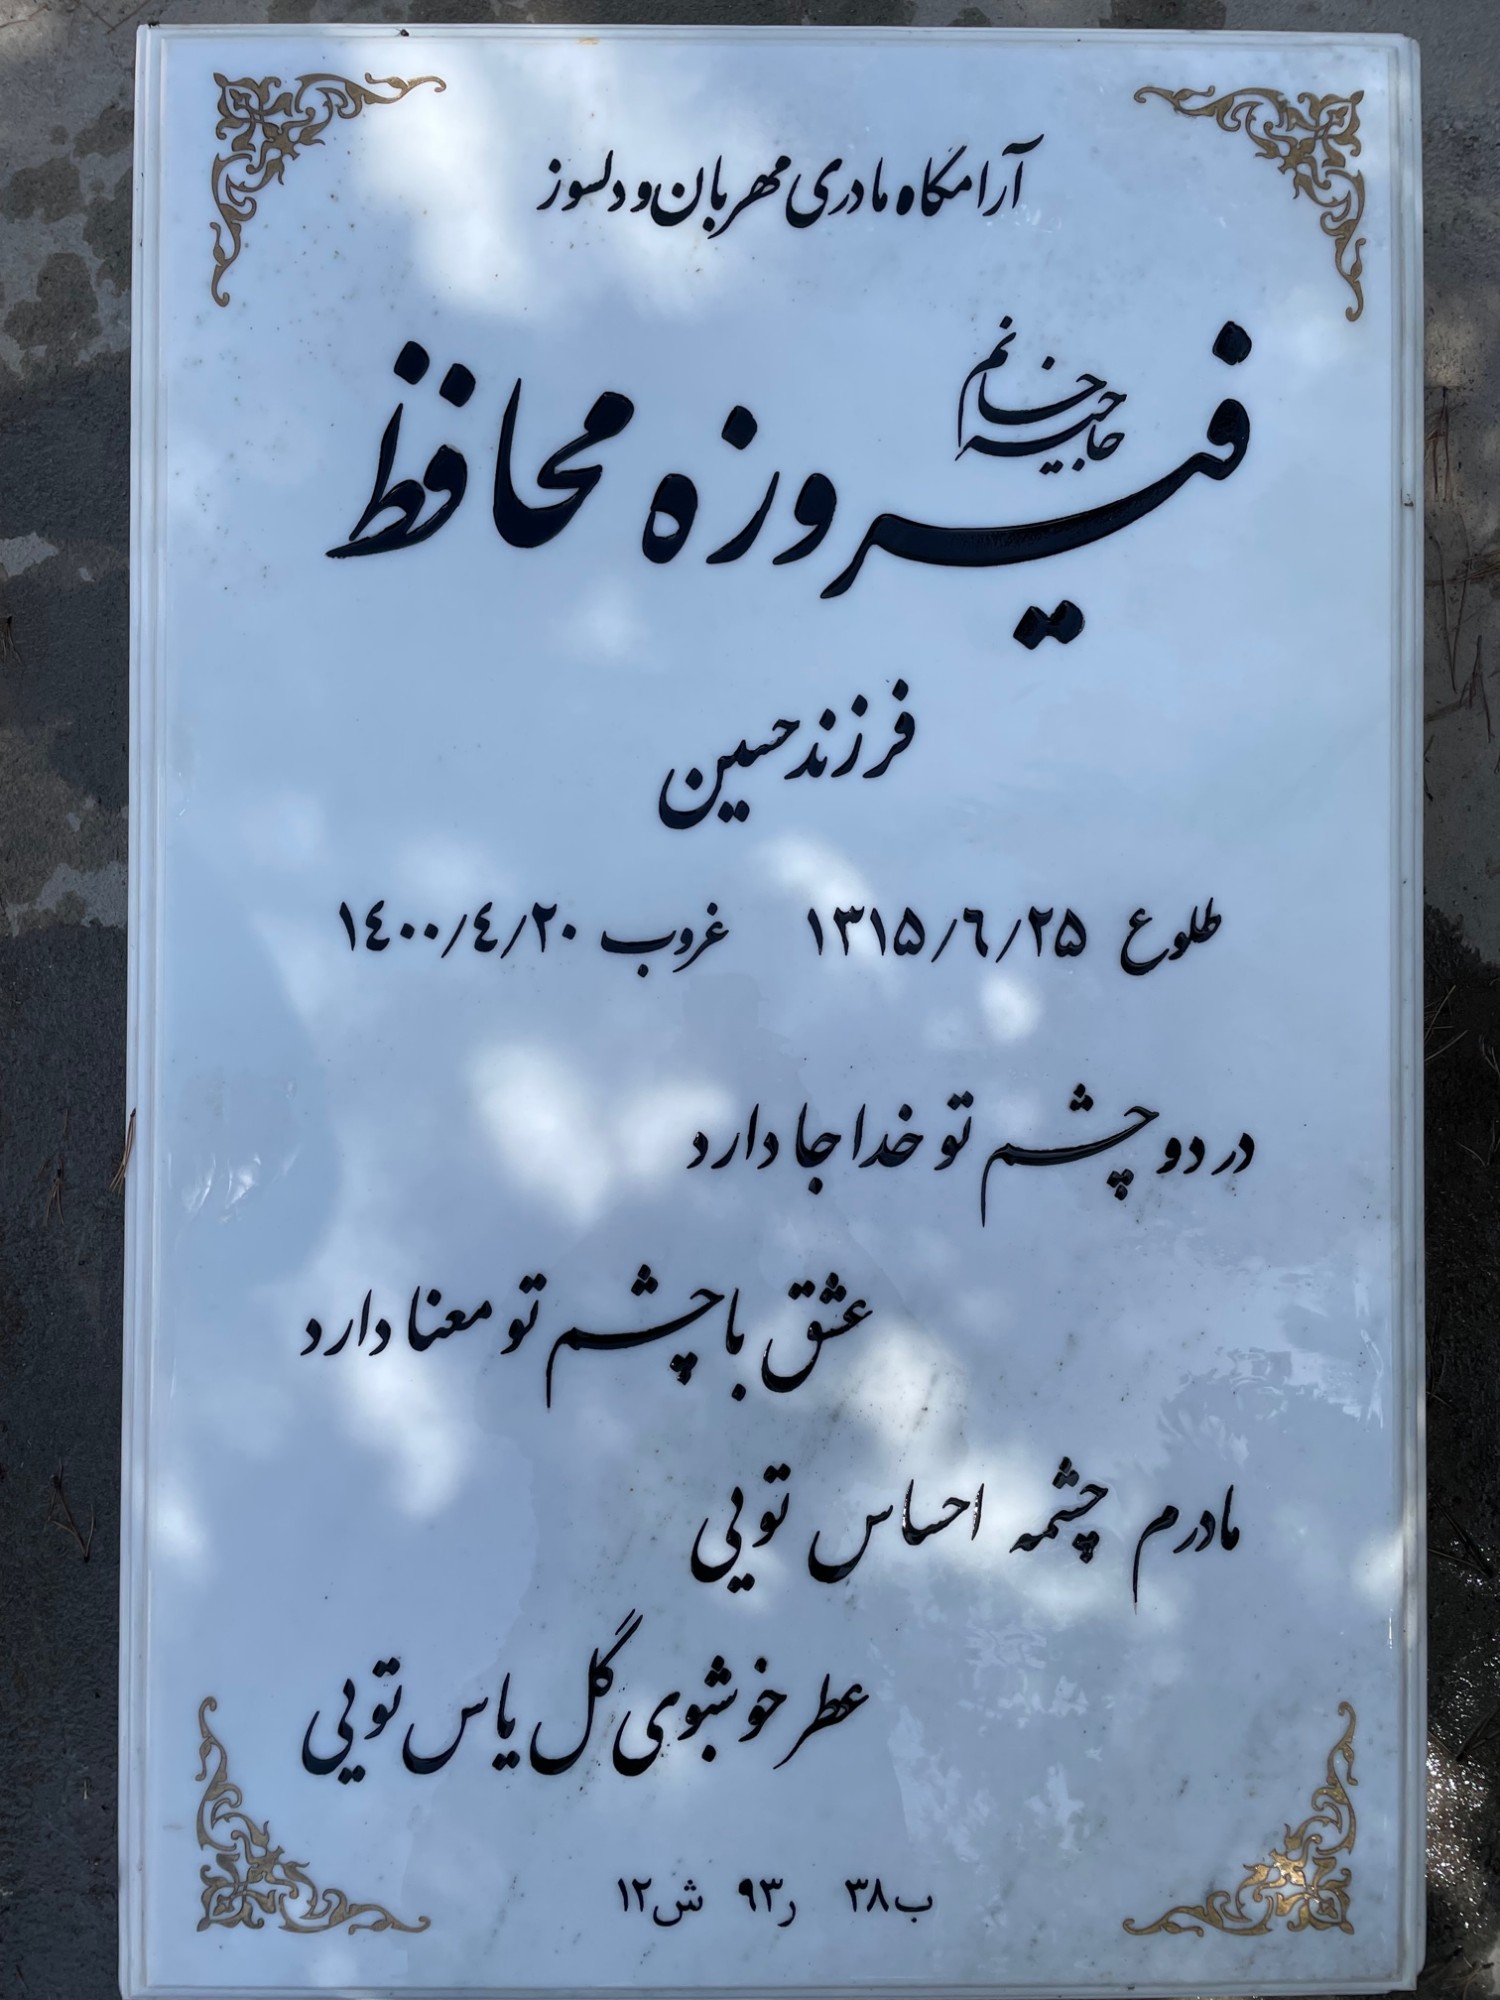 آرامگاه مادری مهربان و دلسوز
حاجیه خانم
فیروزه محافظ
فرزند حسین
طلوع ۱۳۱۵/۶/۲۵ غروب ۱۴۰۰/۴/۲۰
در دو چشم تو خدا جا دارد
عشق با چشم تو معنا دارد
مادرم چشمه احساس تویی
عطر خوشبوی گل یاس تویی
ب۳۸ ر۹۳ ش۱۲